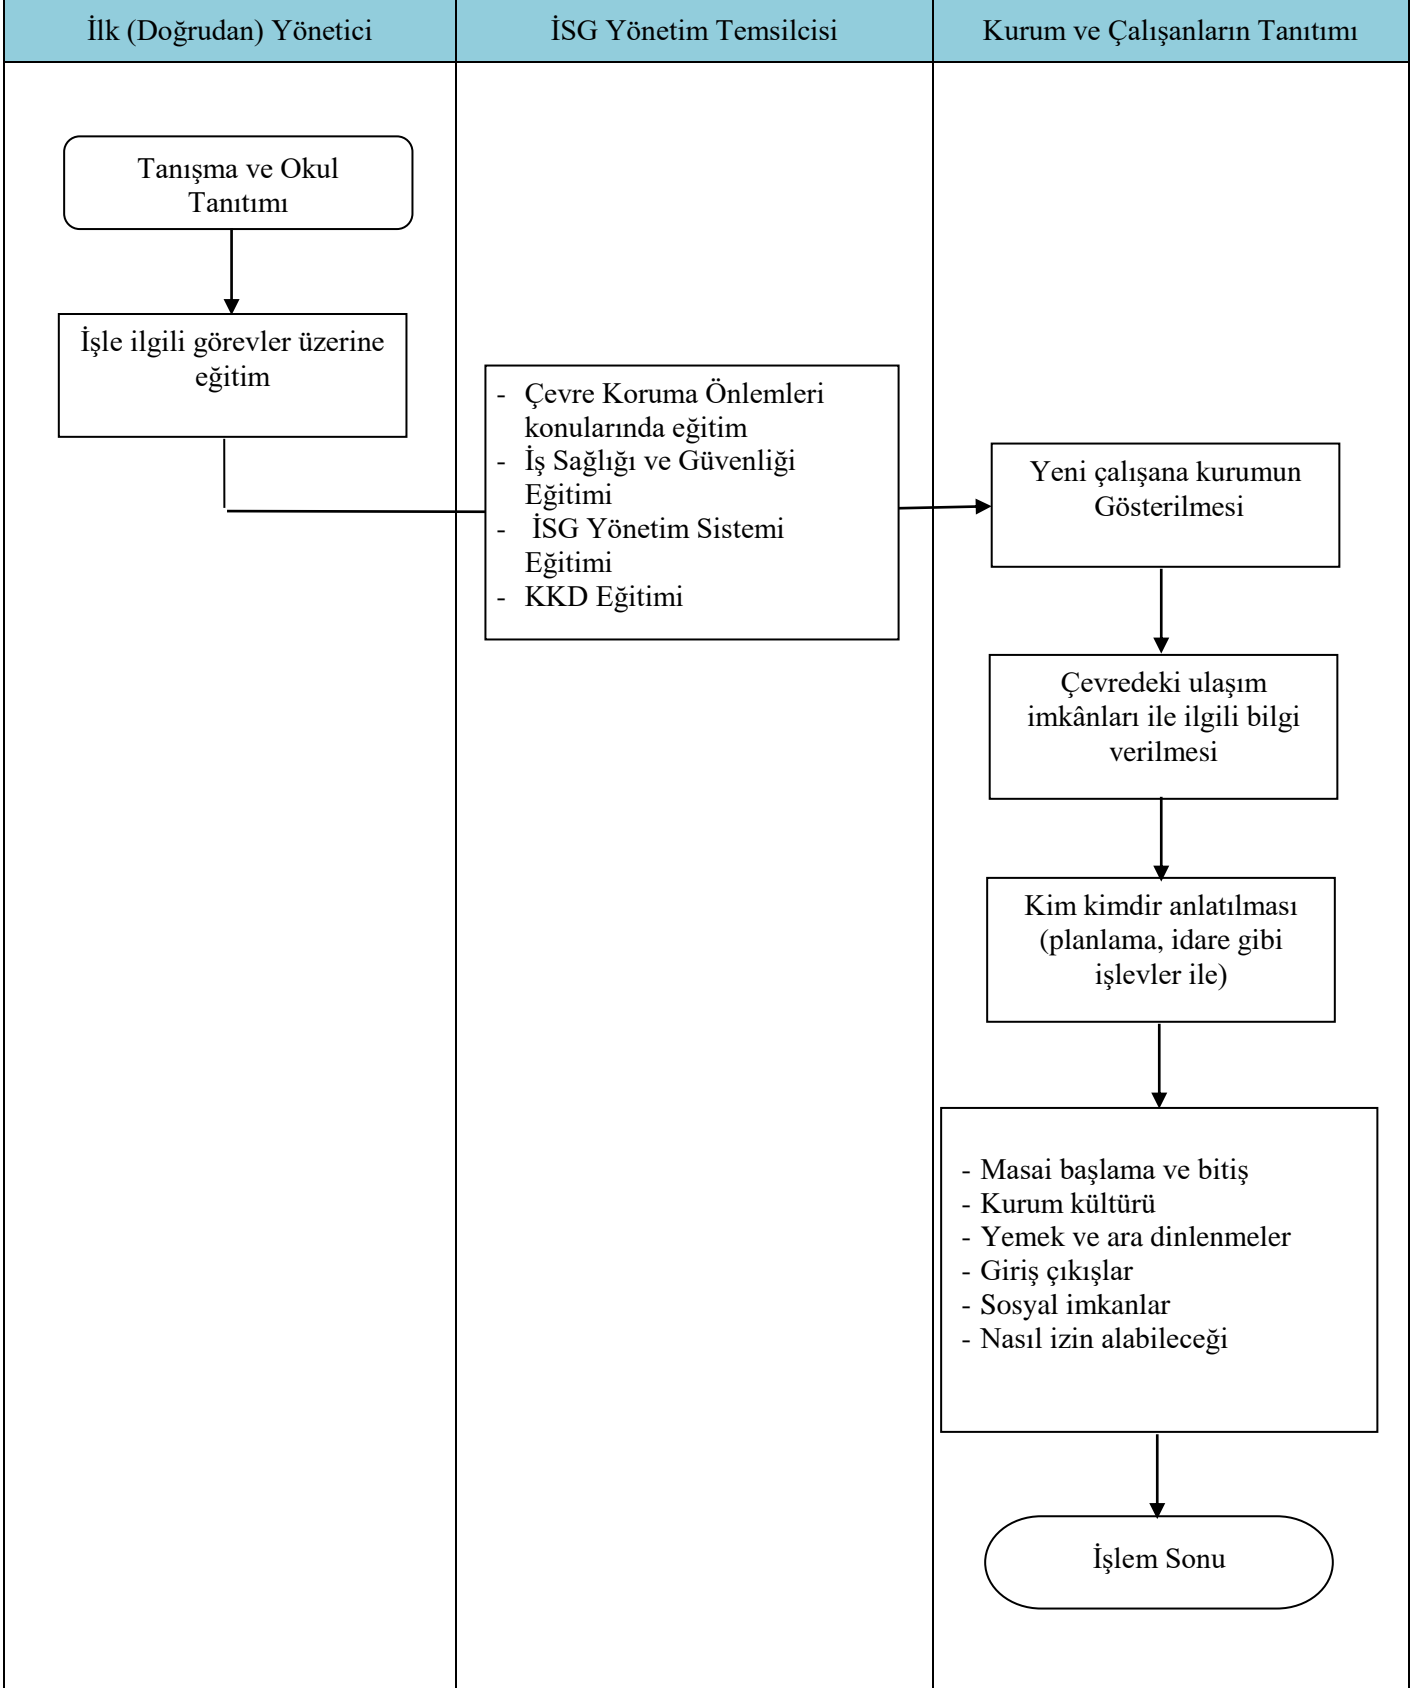 İlk (Doğrudan) Yönetici
İSG Yönetim Temsilcisi
Kurum ve Çalışanların Tanıtımı
Tanışma ve Okul
Tanıtımı
İşle ilgili görevler üzerine
eğitim
- Çevre Koruma Önlemleri
konularında eğitim
- İş Sağlığı ve Güvenliği
Eğitimi
- İSG Yönetim Sistemi
Eğitimi
- KKD Eğitimi
Yeni çalışana kurumun
Gösterilmesi
Çevredeki ulaşım
imkânları ile ilgili bilgi
verilmesi
Kim kimdir anlatılması
(planlama, idare gibi
işlevler ile)
- Masai başlama ve bitiş
- Kurum kültürü
- Yemek ve ara dinlenmeler
- Giriş çıkışlar
- Sosyal imkanlar
- Nasıl izin alabileceği
İşlem Sonu